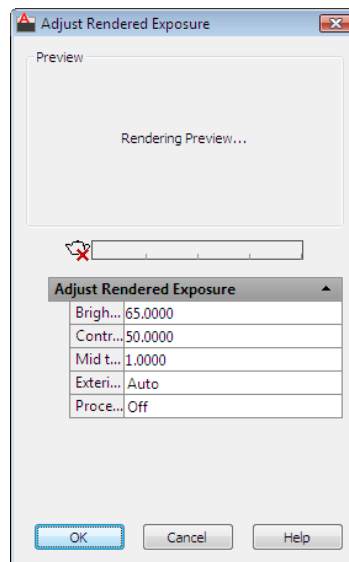 Adjust Rendered Exposure
Preview
Rendering Preview...
Adjust Rendered Exposure
Brigh... 65.0000
Contr... 50.0000
Mid t... 1.0000
Exteri... Auto
Proce... Off
OK Cancel Help